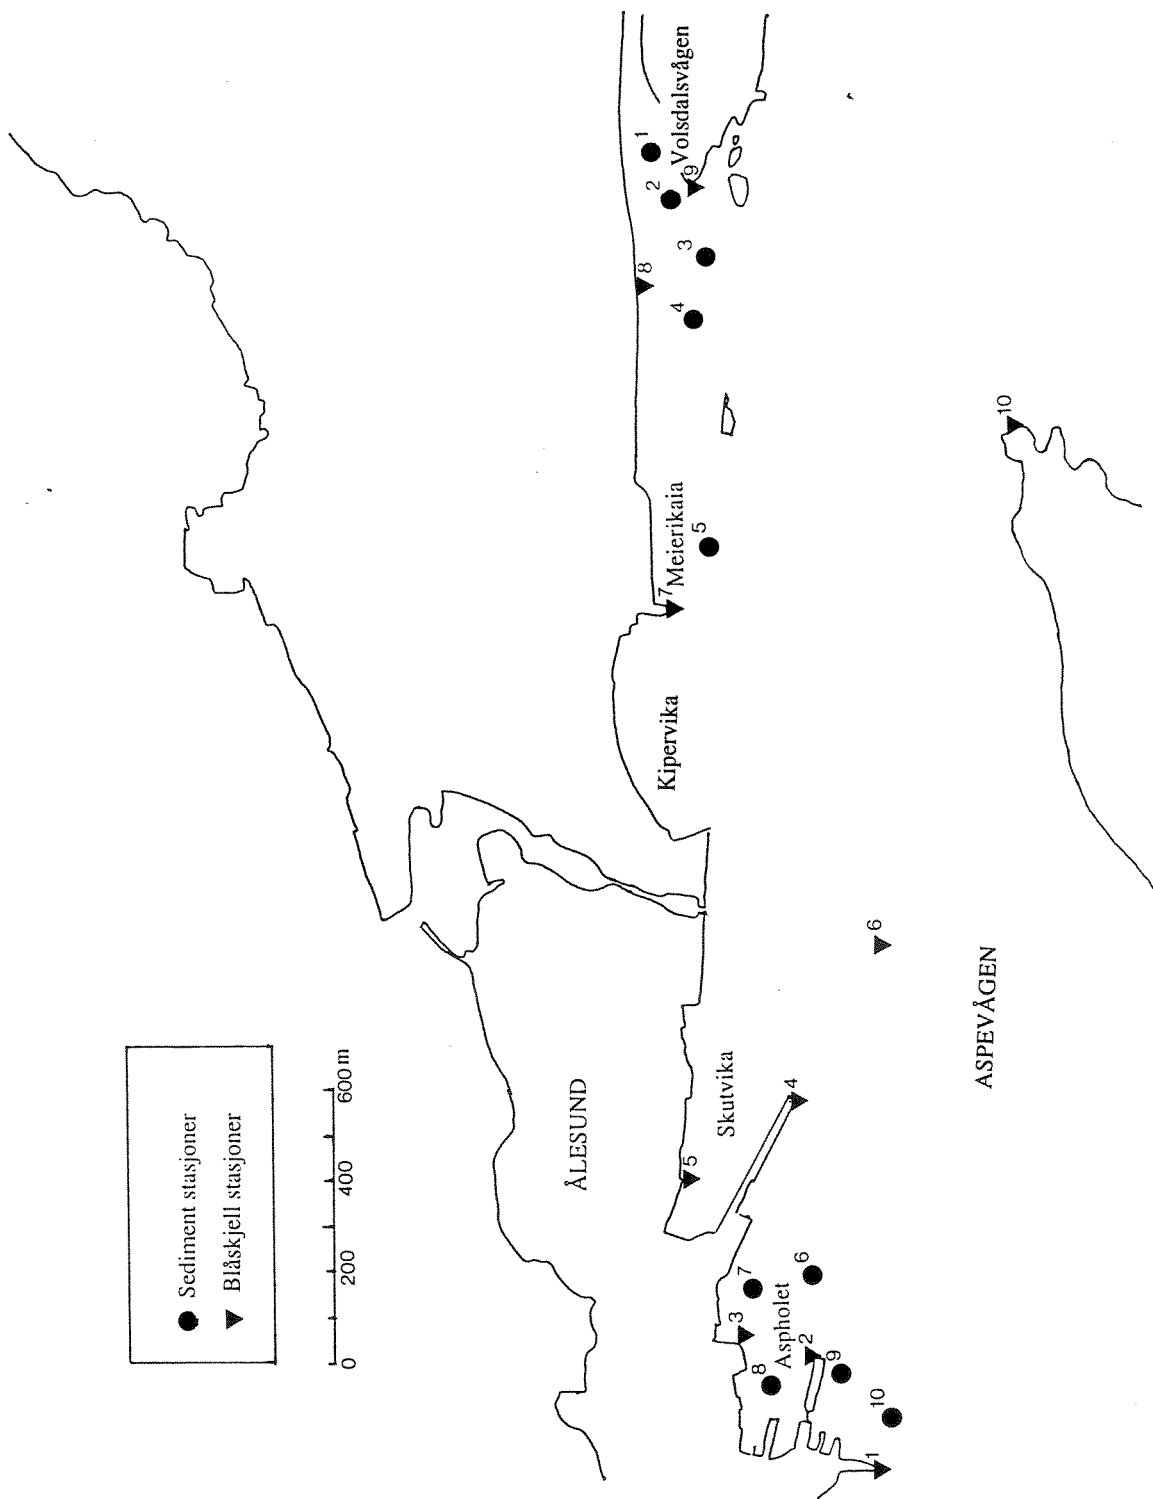 Sediment stasjoner
Blåskjell stasjoner
0 200 400 600 m
ÅLESUND
ASPEVÅGEN
Volsdalsvågen
Meierikaia
Kipervika
Skutvika
Aspholet
1
2
3
4
5
6
7
8
9
10
1
2
3
4
5
6
7
8
9
10